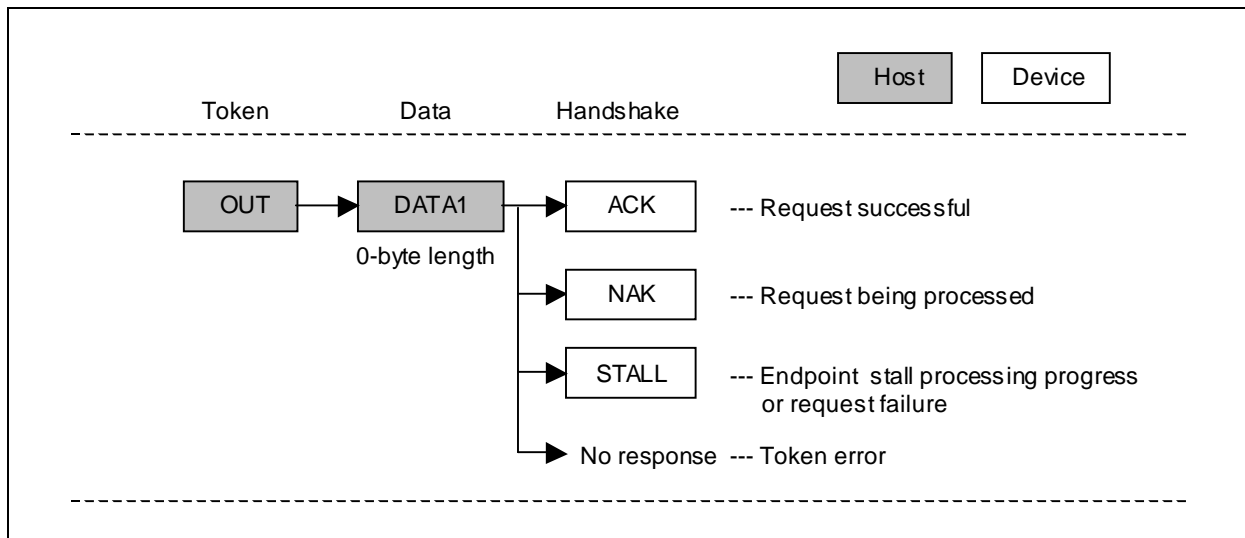 Host Device
Token Data Handshake
OUT DATA1 ACK --- Request successful
0-byte length
NAK --- Request being processed
STALL --- Endpoint stall processing progress
or request failure
No response --- Token error